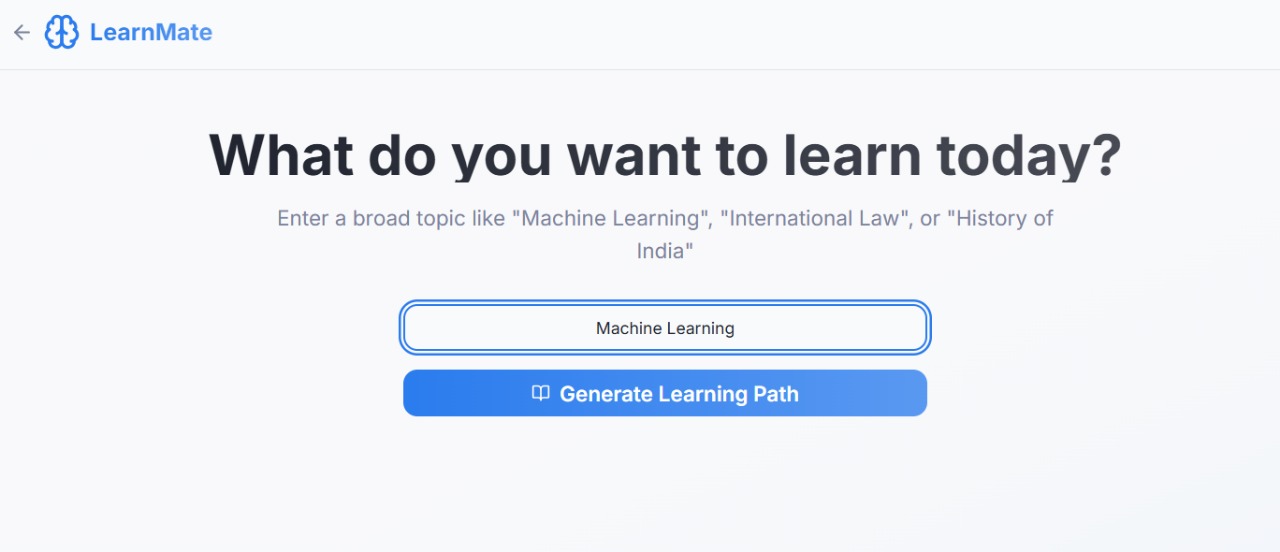 LearnMate
What do you want to learn today?
Enter a broad topic like "Machine Learning", "International Law", or "History of
India"
Machine Learning
Generate Learning Path